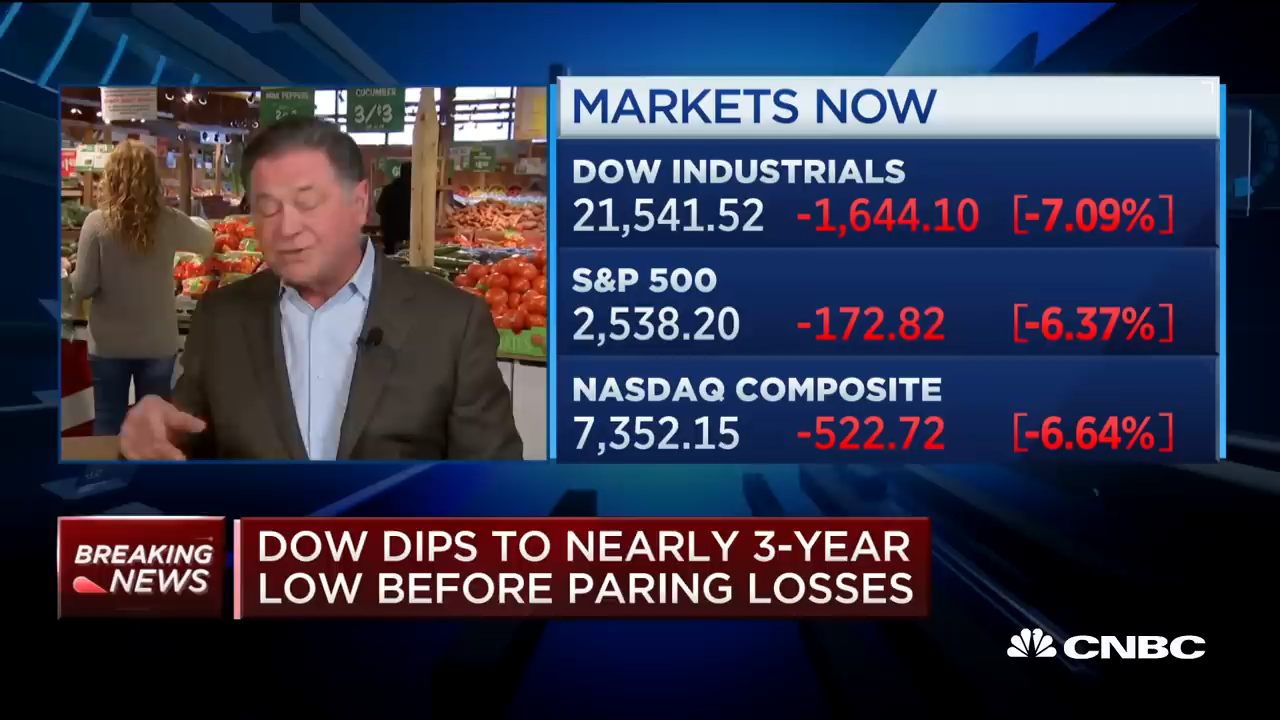 CUCUMBER
3/$3
MARKETS NOW
DOW INDUSTRIALS
21,541.52 -1,644.10 [-7.09%]
S&P 500
2,538.20 -172.82 [-6.37%]
NASDAQ COMPOSITE
7,352.15 -522.72 [-6.64%]
BREAKING
NEWS
DOW DIPS TO NEARLY 3-YEAR
LOW BEFORE PARING LOSSES
CNBC